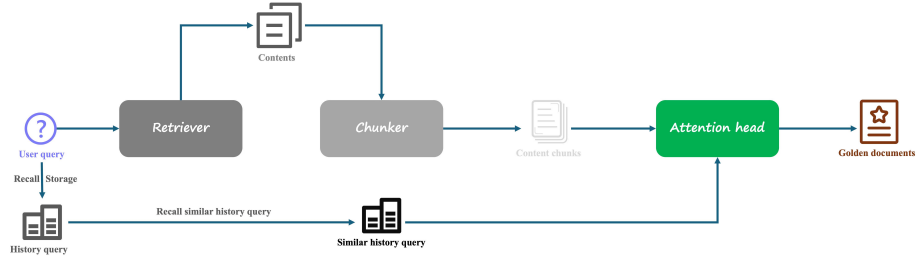 Contents
Retriever
Chunker
Attention head
?
User query
Content chunks
Golden documents
Recall Storage
Recall similar history query
History query
Similar history query